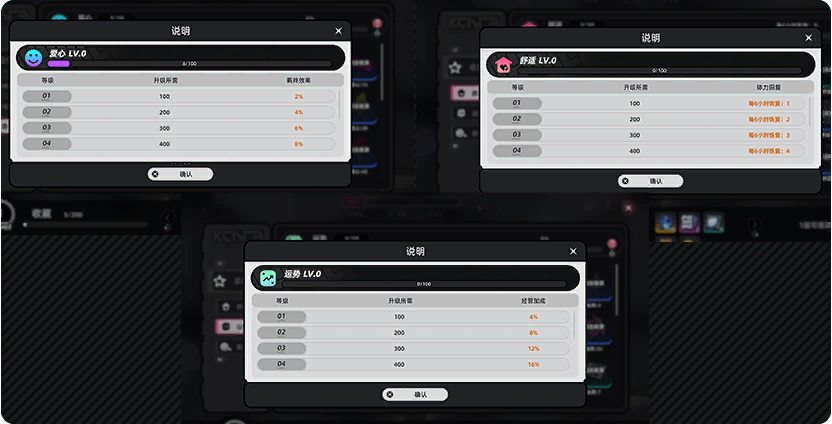 说明
爱心 LV.0
8/100
等级 升级所需 羁绊效率
01 100 2%
02 200 4%
03 300 6%
04 400 8%
确认
说明
舒适 LV.0
0/100
等级 升级所需 体力回复
01 100 每6小时恢复：1
02 200 每6小时恢复：2
03 300 每6小时恢复：3
04 400 每6小时恢复：4
确认
收藏 5/200
说明
运势 LV.0
0/100
等级 升级所需 经营加成
01 100 4%
02 200 8%
03 300 12%
04 400 16%
确认